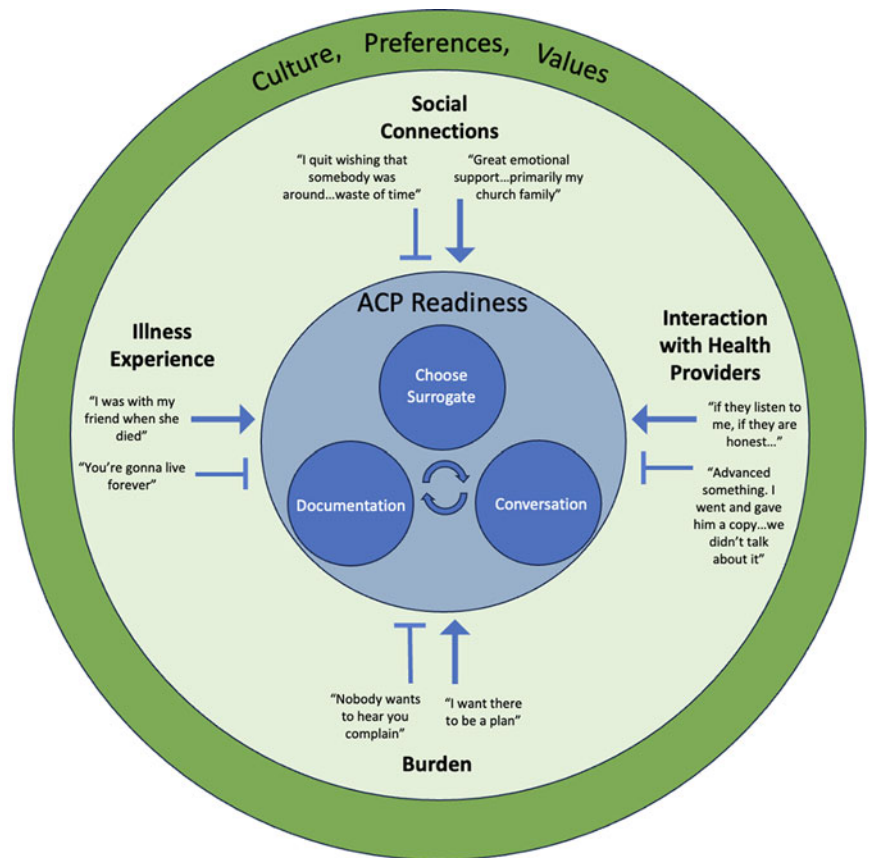 Culture, Preferences, Values
Social
Connections
“I quit wishing that
somebody was
around...waste of time”
“Great emotional
support...primarily my
church family”
ACP Readiness
Choose
Surrogate
Documentation
Conversation
Illness
Experience
“I was with my
friend when she
died”
“You’re gonna live
forever”
Interaction
with Health
Providers
“if they listen to
me, if they are
honest...”
“Advanced
something. I
went and gave
him a copy...we
didn’t talk
about it”
“Nobody wants
to hear you
complain”
“I want there
to be a plan”
Burden